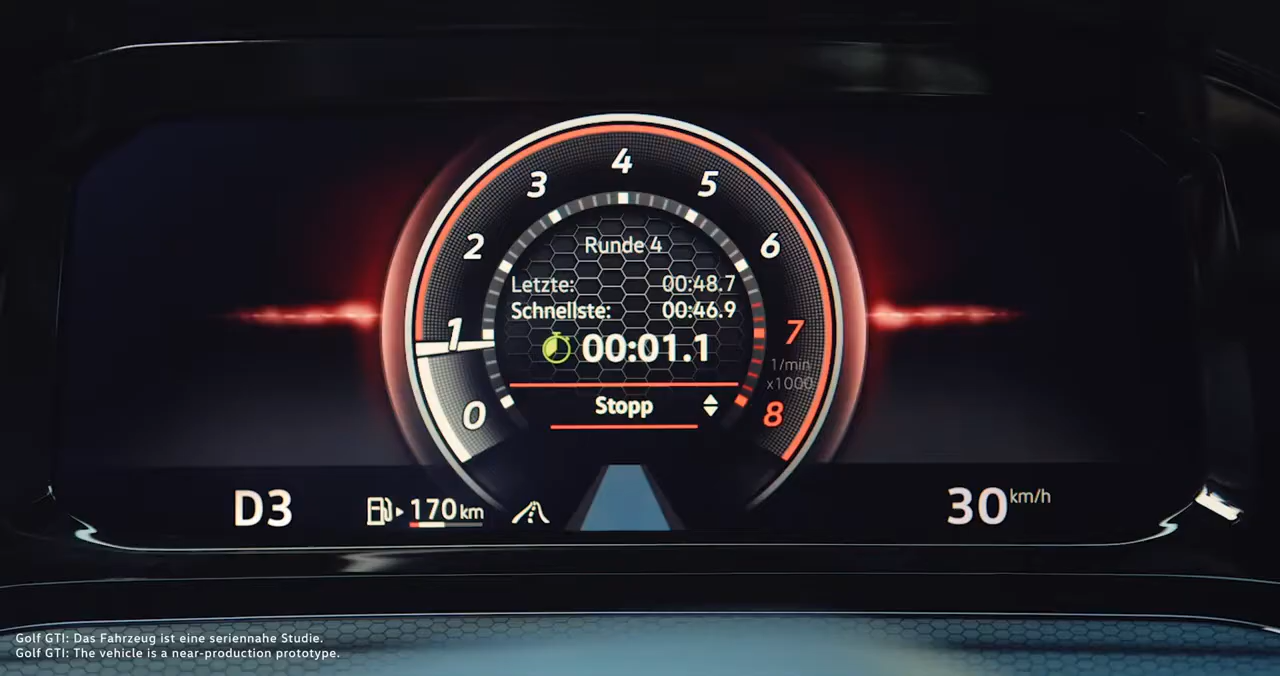 4
3 5
2 6
Runde 4
Letzte: 00:48.7
Schnellste: 00:46.9
1 7
00:01.1
1/min
x1000
Stopp
0 8
D3 170 km 30 km/h
Golf GTI: Das Fahrzeug ist eine seriennahe Studie.
Golf GTI: The vehicle is a near-production prototype.